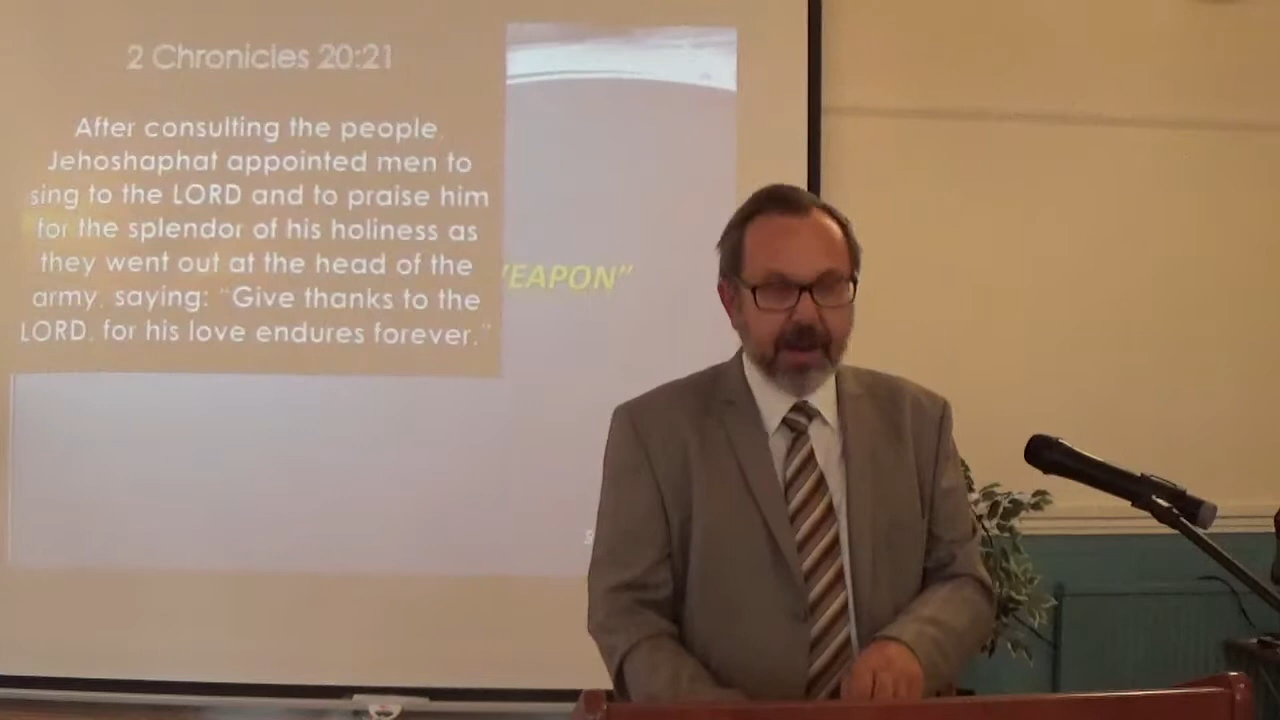 2 Chronicles 20:21
After consulting the people,
Jehoshaphat appointed men to
sing to the LORD and to praise him
for the splendor of his holiness as
they went out at the head of the
army, saying: "Give thanks to the
LORD, for his love endures forever."
EAPON"